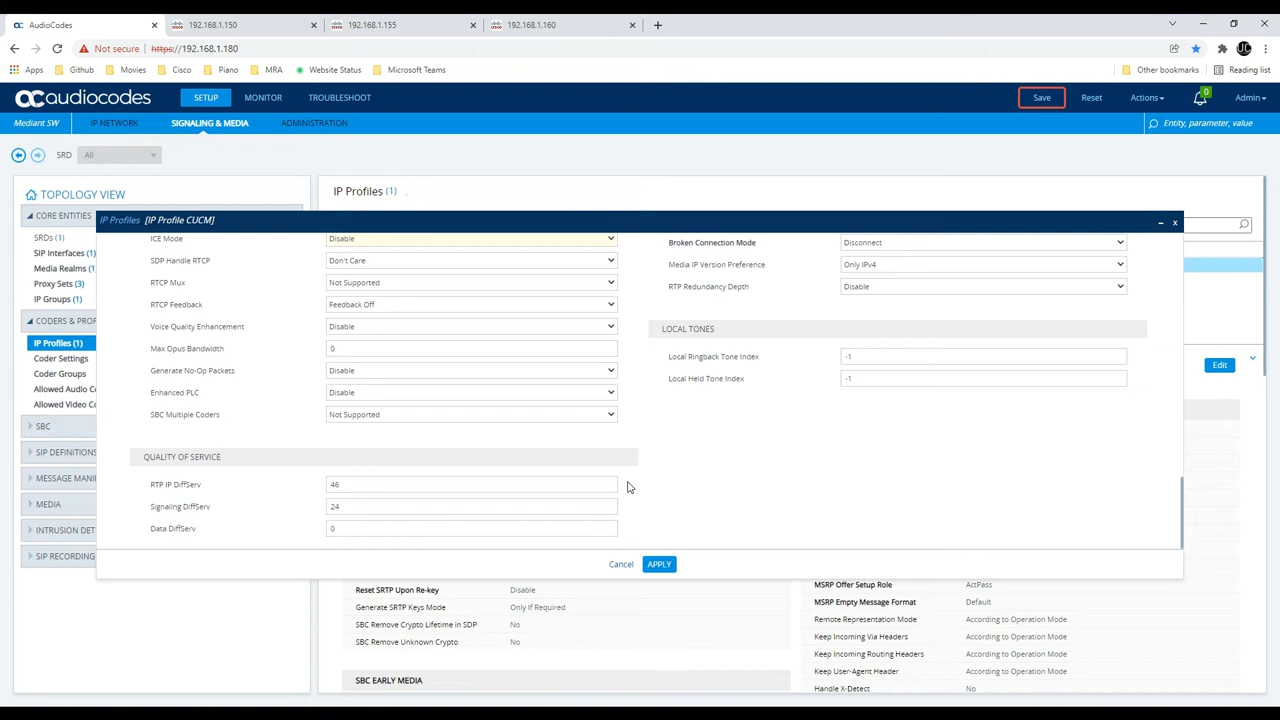 AudioCodes
192.168.1.150
192.168.1.155
192.168.1.160
Not secure https://192.168.1.180
JC
Apps Github Movies Cisco Piano MRA Website Status Microsoft Teams Other bookmarks Reading list
audiocodes SETUP MONITOR TROUBLESHOOT Save Reset Actions 0 Admin
Mediant SW IP NETWORK SIGNALING & MEDIA ADMINISTRATION Entity, parameter, value
SRD All
TOPOLOGY VIEW
CORE ENTITIES
SRDs (1)
SIP Interfaces (1)
Media Realms (1)
Proxy Sets (3)
IP Groups (1)
CODERS & PROF
IP Profiles (1)
Coder Settings
Coder Groups
Allowed Audio Co
Allowed Video Co
SBC
SIP DEFINITIONS
MESSAGE MANI
MEDIA
INTRUSION DET
SIP RECORDING
IP Profiles (1)
IP Profiles [IP Profile CUCM]
ICE Mode Disable
SDP Handle RTCP Don't Care
RTCP Mux Not Supported
RTCP Feedback Feedback Off
Voice Quality Enhancement Disable
Max Opus Bandwidth 0
Generate No-Op Packets Disable
Enhanced PLC Disable
SBC Multiple Coders Not Supported
QUALITY OF SERVICE
RTP IP DiffServ 46
Signaling DiffServ 24
Data DiffServ 0
Broken Connection Mode Disconnect
Media IP Version Preference Only IPv4
RTP Redundancy Depth Disable
LOCAL TONES
Local Ringback Tone Index -1
Local Held Tone Index -1
Cancel APPLY
Edit
Reset SRTP Upon Re-key Disable
Generate SRTP Keys Mode Only If Required
SBC Remove Crypto Lifetime in SDP No
SBC Remove Unknown Crypto No
SBC EARLY MEDIA
MSRP Offer Setup Role ActPass
MSRP Empty Message Format Default
Remote Representation Mode According to Operation Mode
Keep Incoming Via Headers According to Operation Mode
Keep Incoming Routing Headers According to Operation Mode
Keep User-Agent Header According to Operation Mode
Handle X-Detect No